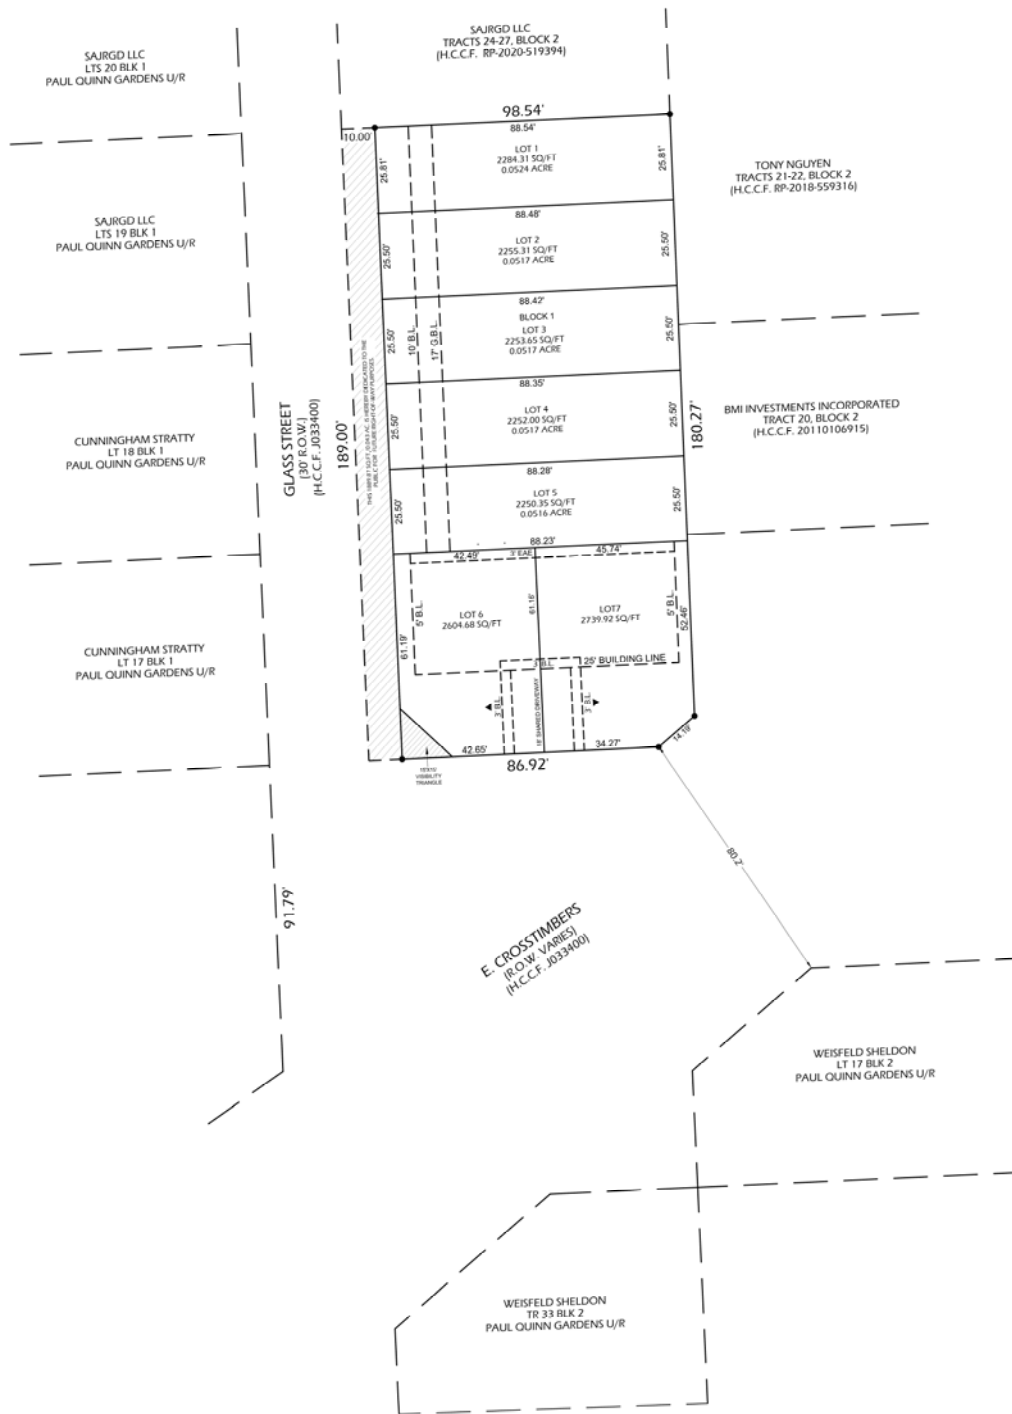 SAJRGD LLC
TRACTS 24-27, BLOCK 2
(H.C.C.F. RP-2020-519394)
SAJRGD LLC
LTS 20 BLK 1
PAUL QUINN GARDENS U/R
98.54'
10.00'
88.54'
LOT 1
2284.31 SQ/FT
0.0524 ACRE
25.81'
25.81'
TONY NGUYEN
TRACTS 21-22, BLOCK 2
(H.C.C.F. RP-2018-559316)
SAJRGD LLC
LTS 19 BLK 1
PAUL QUINN GARDENS U/R
88.48'
LOT 2
2255.31 SQ/FT
0.0517 ACRE
25.50'
25.50'
88.42'
BLOCK 1
LOT 3
2253.65 SQ/FT
0.0517 ACRE
25.50'
25.50'
10' B.L.
17' G.B.L.
88.35'
LOT 4
2252.00 SQ/FT
0.0517 ACRE
25.50'
25.50'
180.27'
BMI INVESTMENTS INCORPORATED
TRACT 20, BLOCK 2
(H.C.C.F. 20110106915)
GLASS STREET
(30' R.O.W.)
(H.C.C.F. J033400)
189.00'
CUNNINGHAM STRATTY
LT 18 BLK 1
PAUL QUINN GARDENS U/R
88.28'
LOT 5
2250.35 SQ/FT
0.0516 ACRE
25.50'
25.50'
88.23'
42.49'
3' EAE
45.74'
5' B.L.
LOT 6
2604.68 SQ/FT
LOT7
2739.92 SQ/FT
5' B.L.
52.46'
61.19'
3' B.L.
25' BUILDING LINE
3' B.L.
18' SHARED DRIVEWAY
3' B.L.
CUNNINGHAM STRATTY
LT 17 BLK 1
PAUL QUINN GARDENS U/R
42.65'
34.27'
14.19'
86.92'
VISIBILITY
TRIANGLE
80.2'
91.79'
E. CROSSTIMBERS
(R.O.W. VARIES)
(H.C.C.F. J033400)
WEISFELD SHELDON
LT 17 BLK 2
PAUL QUINN GARDENS U/R
WEISFELD SHELDON
TR 33 BLK 2
PAUL QUINN GARDENS U/R